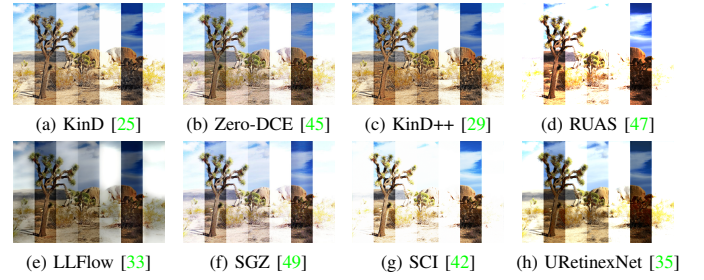 (a) KinD [25]
(b) Zero-DCE [45]
(c) KinD++ [29]
(d) RUAS [47]
(e) LLFlow [33]
(f) SGZ [49]
(g) SCI [42]
(h) URetinexNet [35]